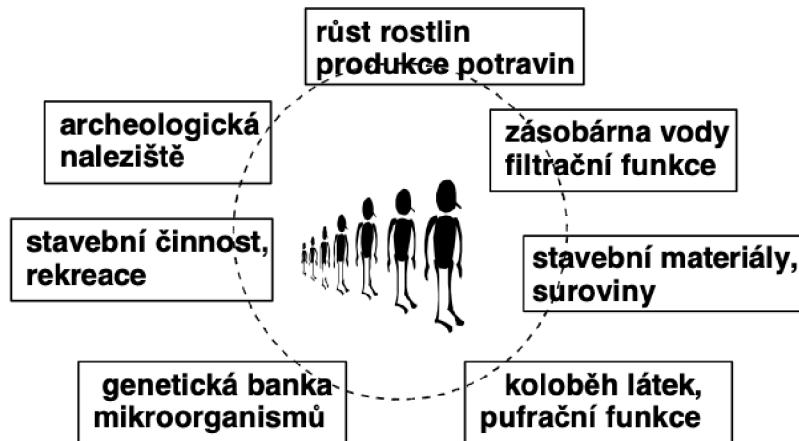 růst rostlin
produkce potravin
archeologická
naleziště
zásobárna vody
filtrační funkce
stavební činnost,
rekreace
stavební materiály,
suroviny
genetická banka
mikroorganismů
koloběh látek,
pufrační funkce